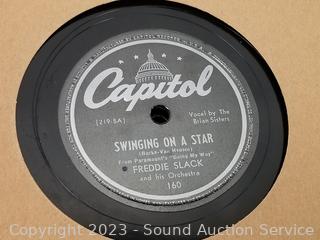 Capitol
(219-5A)
Vocal by The
Brian Sisters
SWINGING ON A STAR
(Burke-Van Heusen)
From Paramount's "Going My Way"
FREDDIE SLACK
and his Orchestra
160
Copyright 2023 - Sound Auction Service